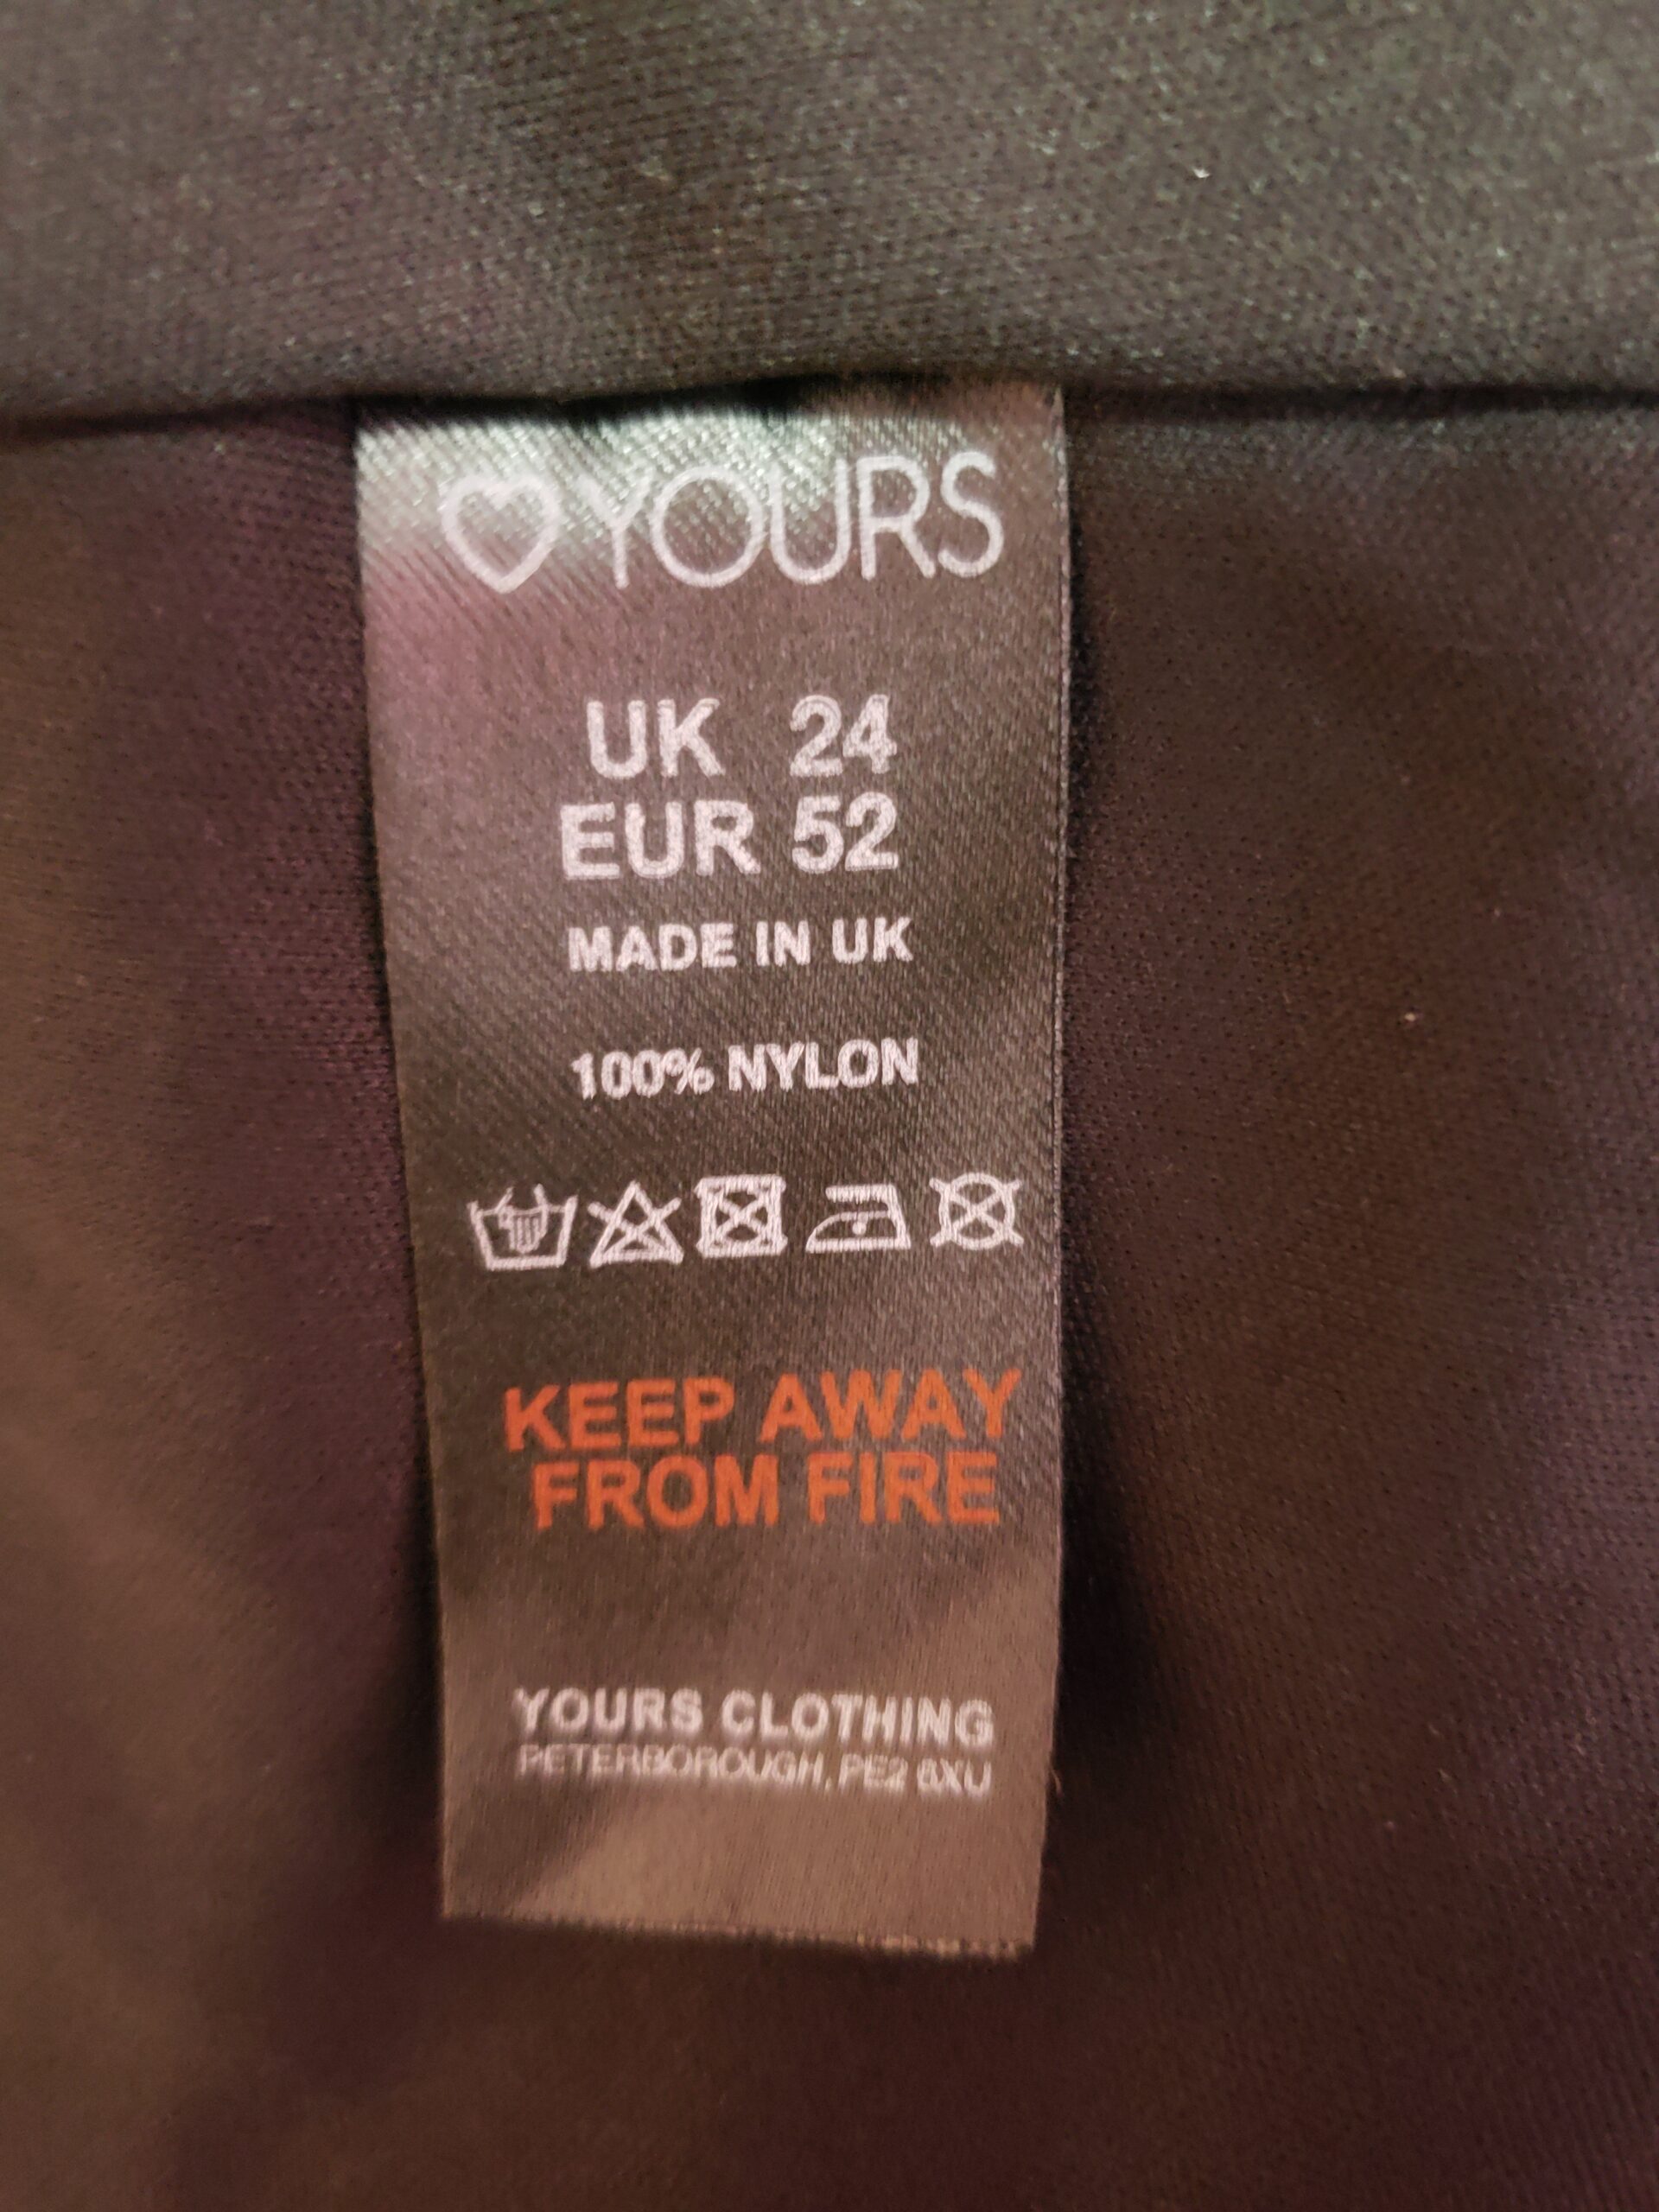 YOURS
UK 24
EUR 52
MADE IN UK
100% NYLON
KEEP AWAY
FROM FIRE
YOURS CLOTHING
PETERBOROUGH, PE2 6XU